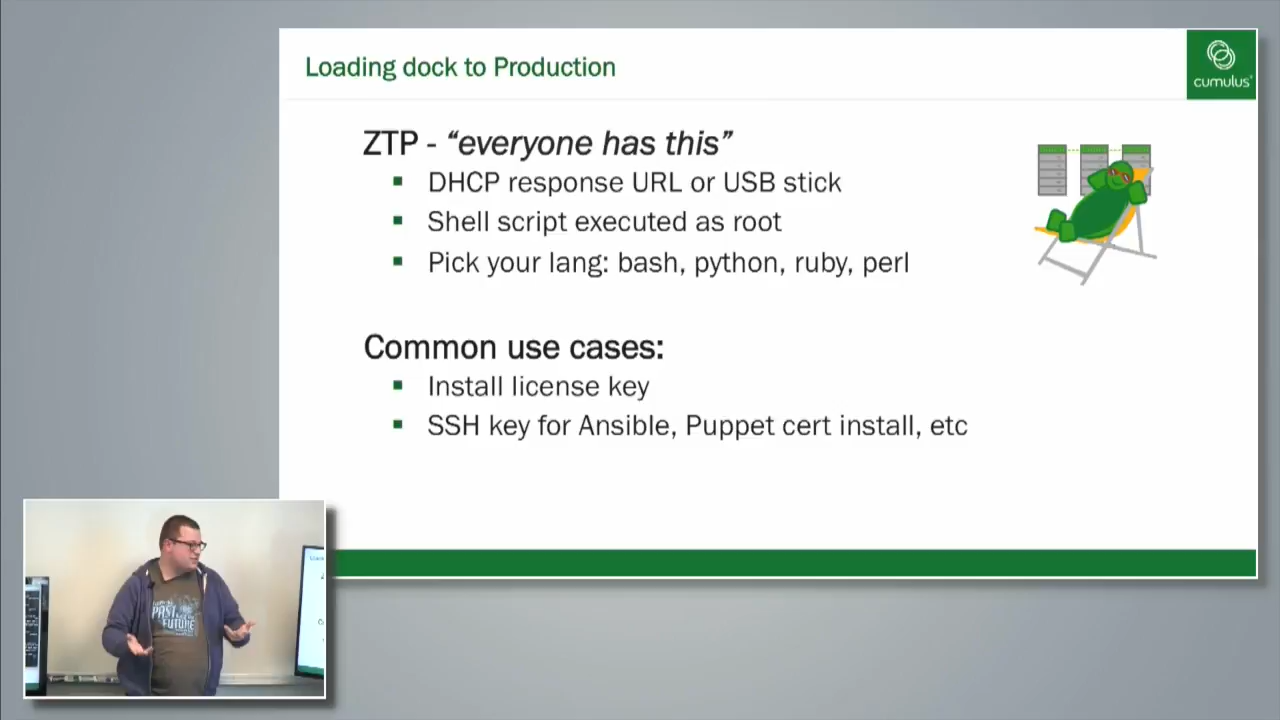 Loading dock to Production
cumulus
ZTP - “everyone has this”
▪ DHCP response URL or USB stick
▪ Shell script executed as root
▪ Pick your lang: bash, python, ruby, perl
Common use cases:
▪ Install license key
▪ SSH key for Ansible, Puppet cert install, etc
PAST
FUTURE